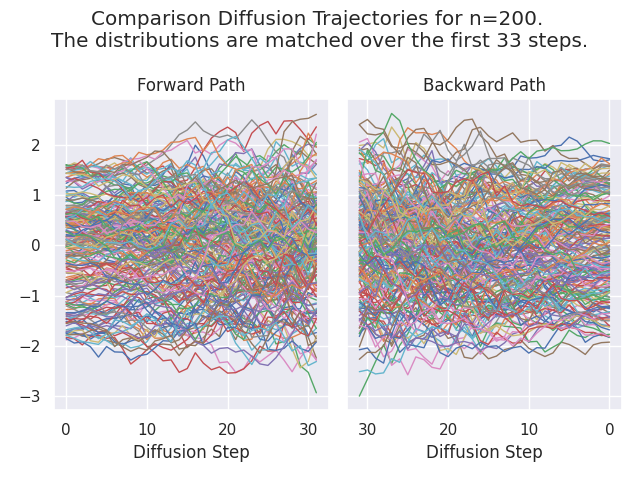 Comparison Diffusion Trajectories for n=200.
The distributions are matched over the first 33 steps.
Forward Path
Backward Path
2
1
0
−1
−2
−3
0 10 20 30
30 20 10 0
Diffusion Step
Diffusion Step